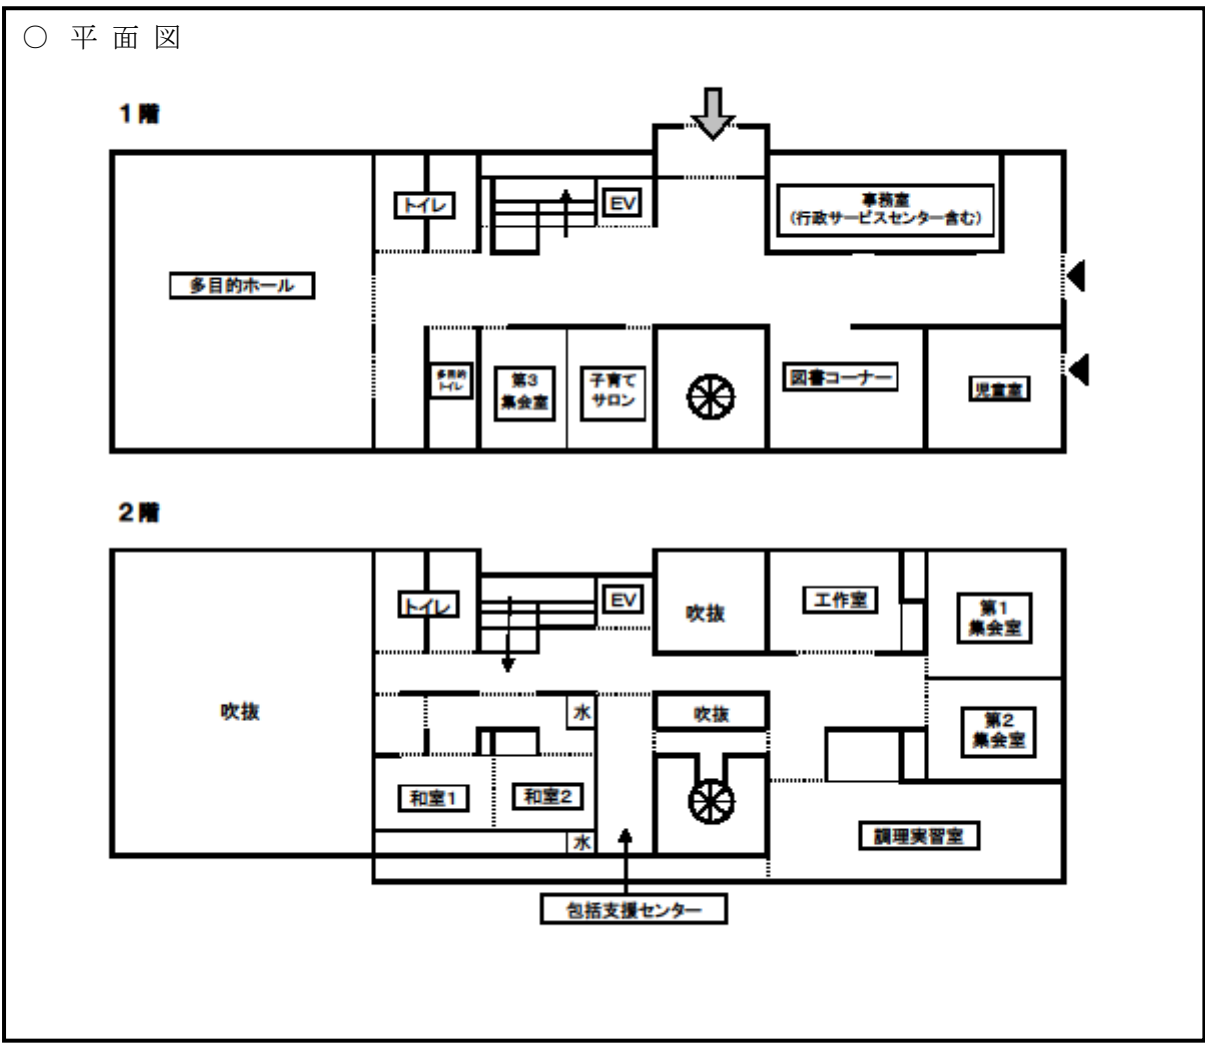 ○ 平 面 図
1階
トイレ
EV
事務室
(行政サービスセンター含む)
多目的ホール
多目的
トイレ
第3
集会室
子育て
サロン
図書コーナー
児童室
2階
トイレ
EV
吹抜
工作室
第1
集会室
吹抜
水
吹抜
第2
集会室
和室1
和室2
水
調理実習室
包括支援センター